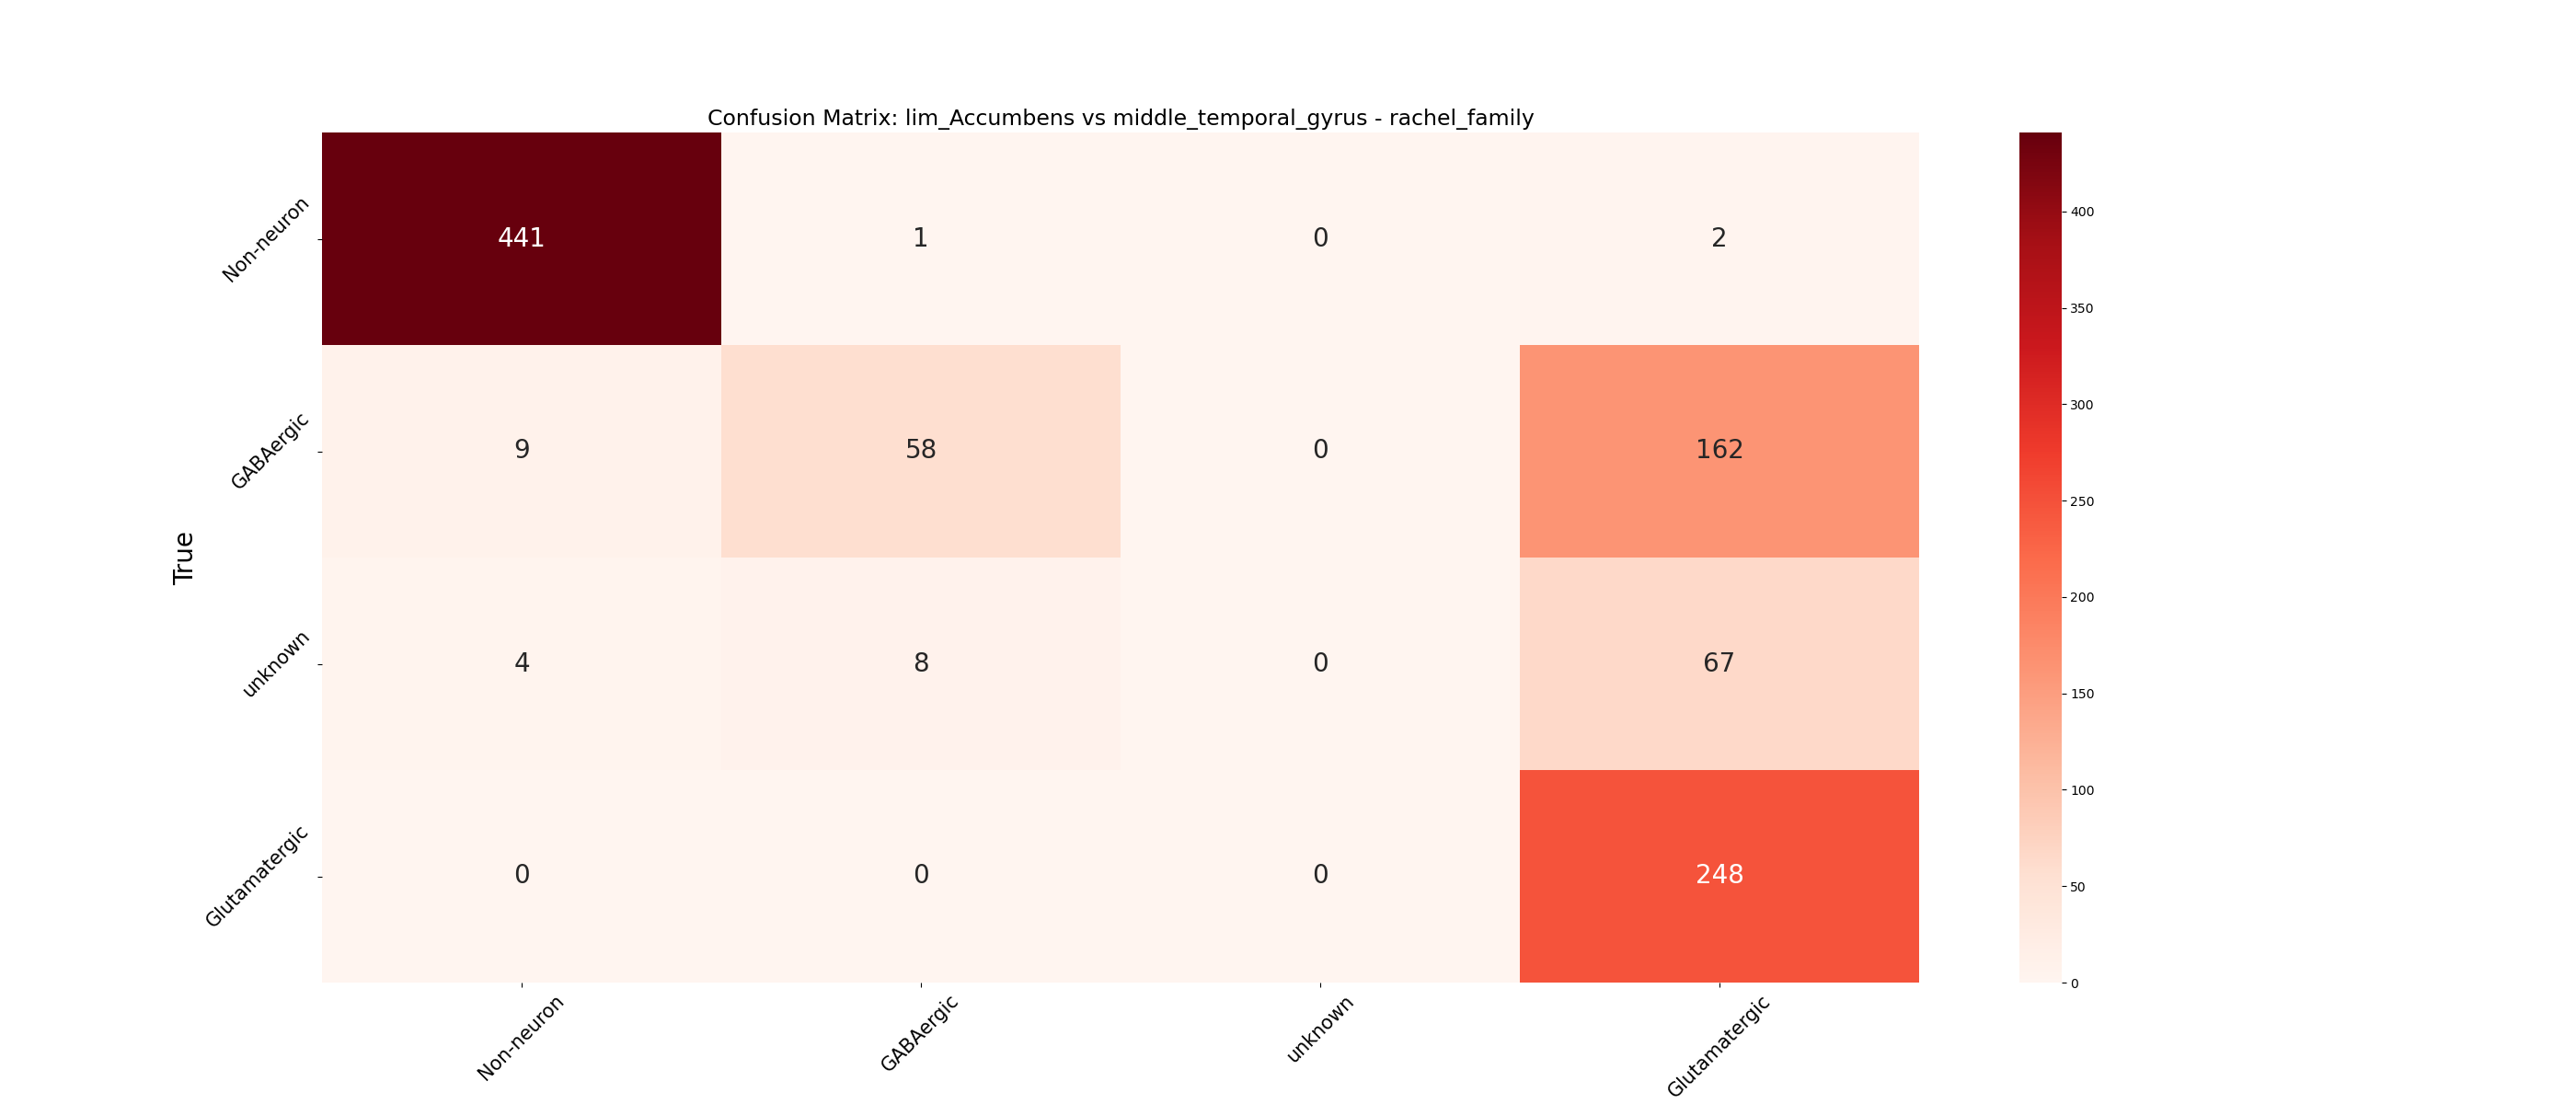 Confusion Matrix: lim_Accumbens vs middle_temporal_gyrus - rachel_family
True
Non-neuron 441 1 0 2
GABAergic 9 58 0 162
unknown 4 8 0 67
Glutamatergic 0 0 0 248
Non-neuron GABAergic unknown Glutamatergic
400
350
300
250
200
150
100
50
0